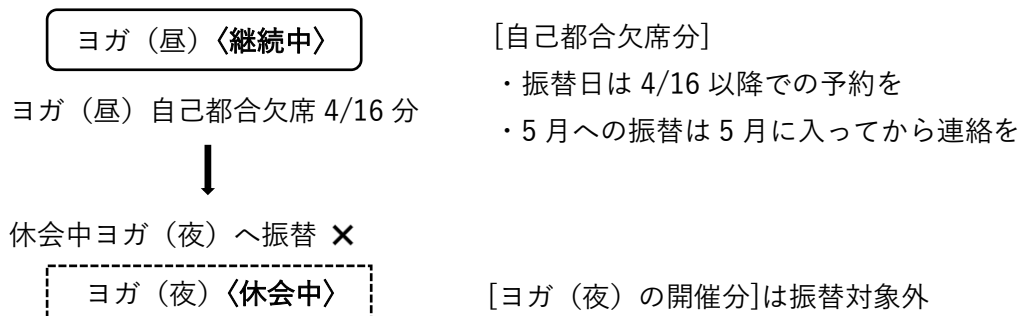 ヨガ（昼）〈継続中〉
[自己都合欠席分]
・振替日は 4/16 以降での予約を
ヨガ（昼）自己都合欠席 4/16 分
・5 月への振替は 5 月に入ってから連絡を
休会中ヨガ（夜）へ振替 ×
ヨガ（夜）〈休会中〉
[ヨガ（夜）の開催分]は振替対象外